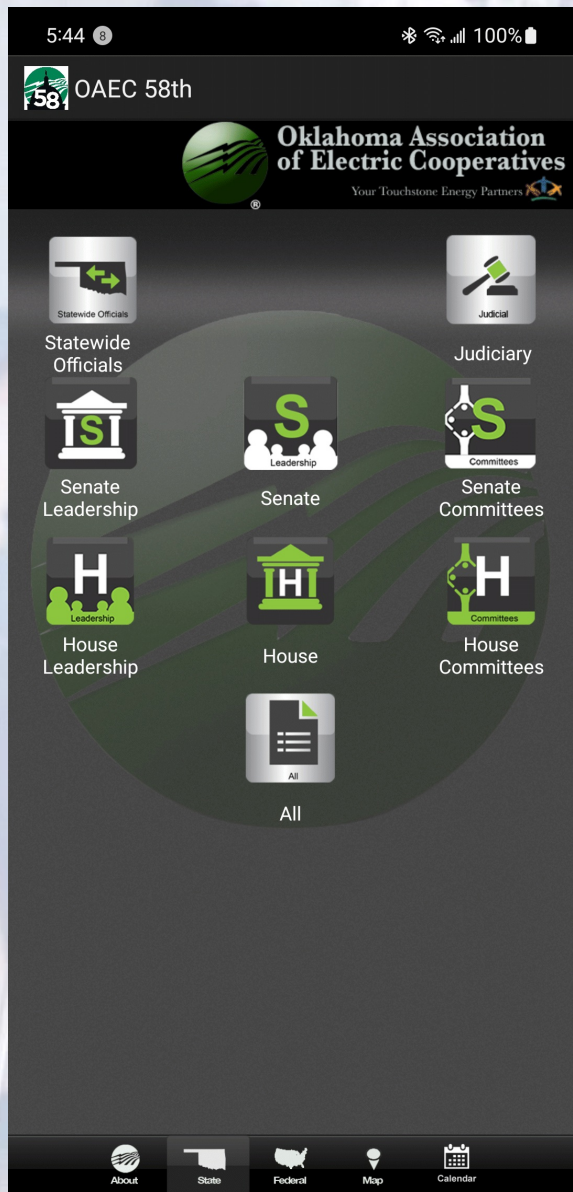 5:44 8 100%
58 OAEC 58th
Oklahoma Association
of Electric Cooperatives
Your Touchstone Energy Partners
®
Statewide Officials
Judicial
Statewide
Officials
Judiciary
S
S
Leadership
S
Committees
Senate
Leadership
Senate
Senate
Committees
H
Leadership
H
H
Committees
House
Leadership
House
House
Committees
All
All
About State Federal Map Calendar